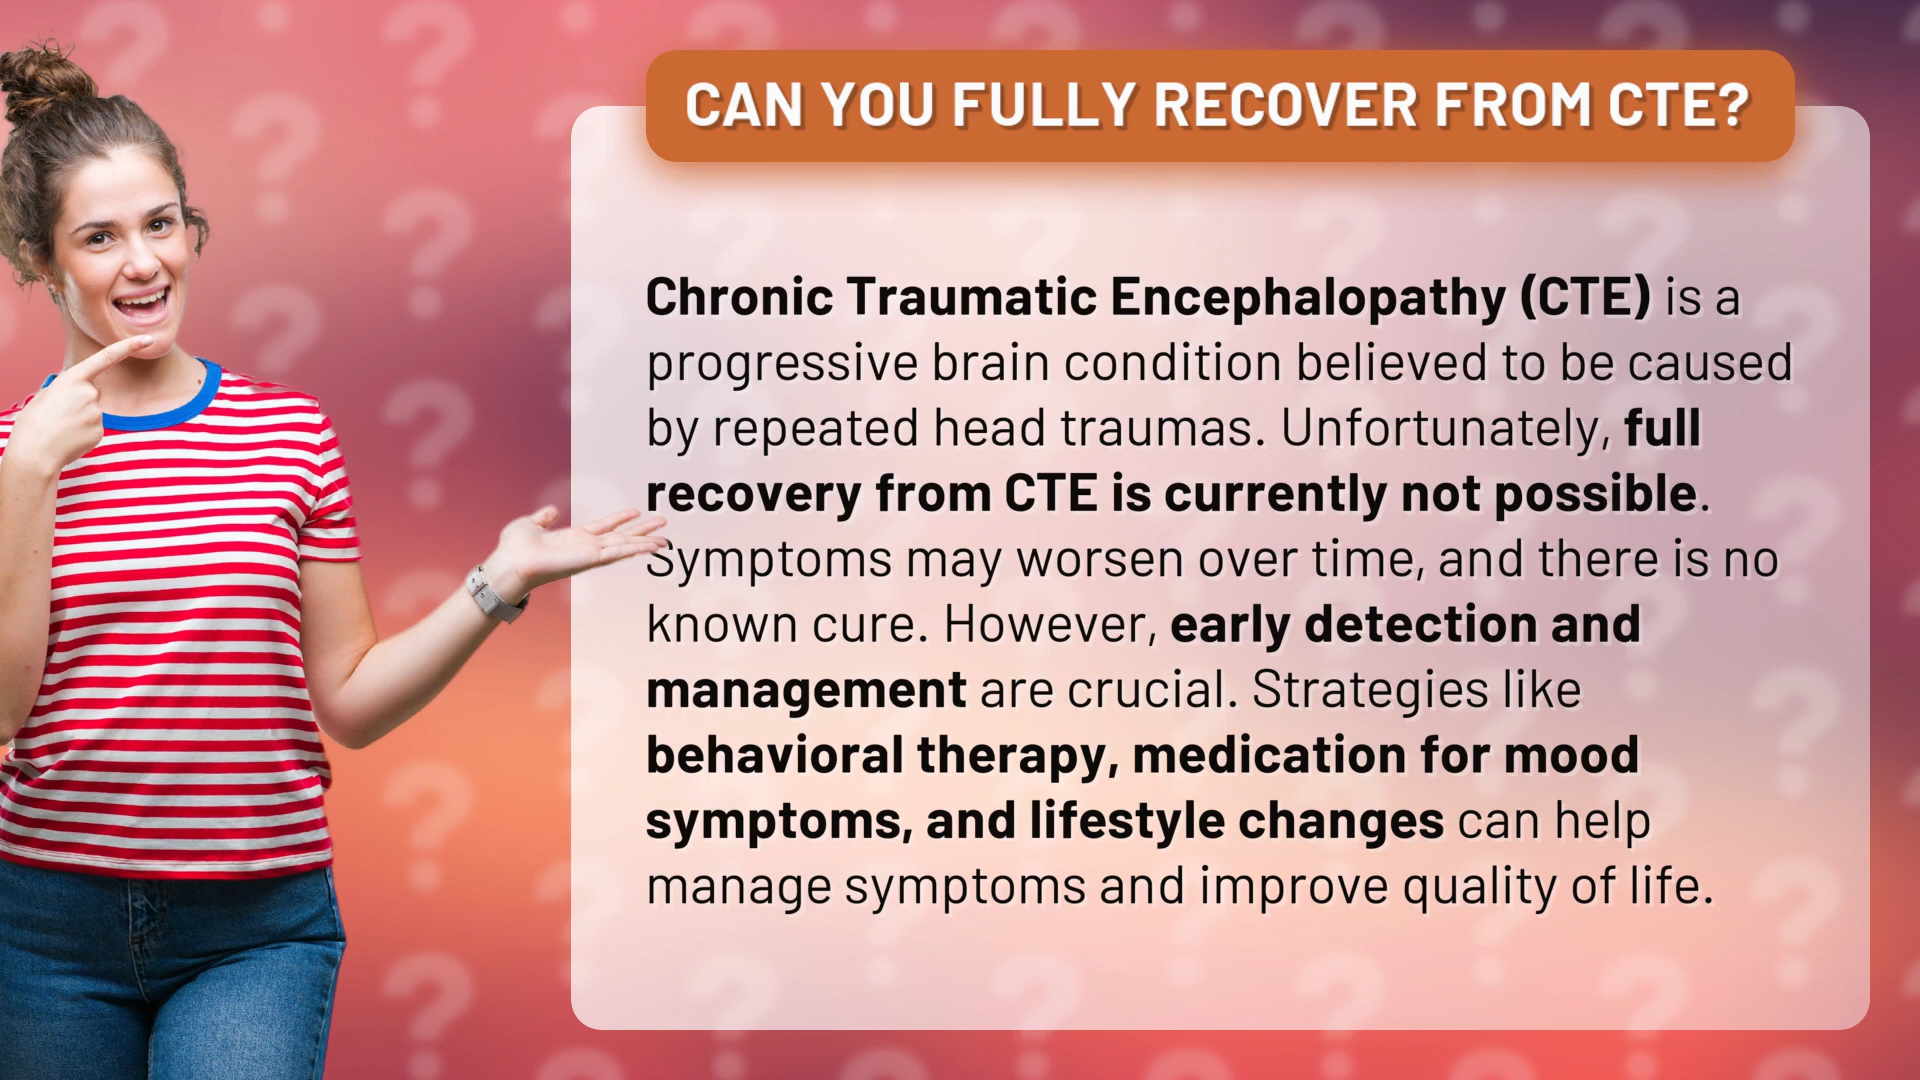 CAN YOU FULLY RECOVER FROM CTE?
Chronic Traumatic Encephalopathy (CTE) is a
progressive brain condition believed to be caused
by repeated head traumas. Unfortunately, full
recovery from CTE is currently not possible.
Symptoms may worsen over time, and there is no
known cure. However, early detection and
management are crucial. Strategies like
behavioral therapy, medication for mood
symptoms, and lifestyle changes can help
manage symptoms and improve quality of life.